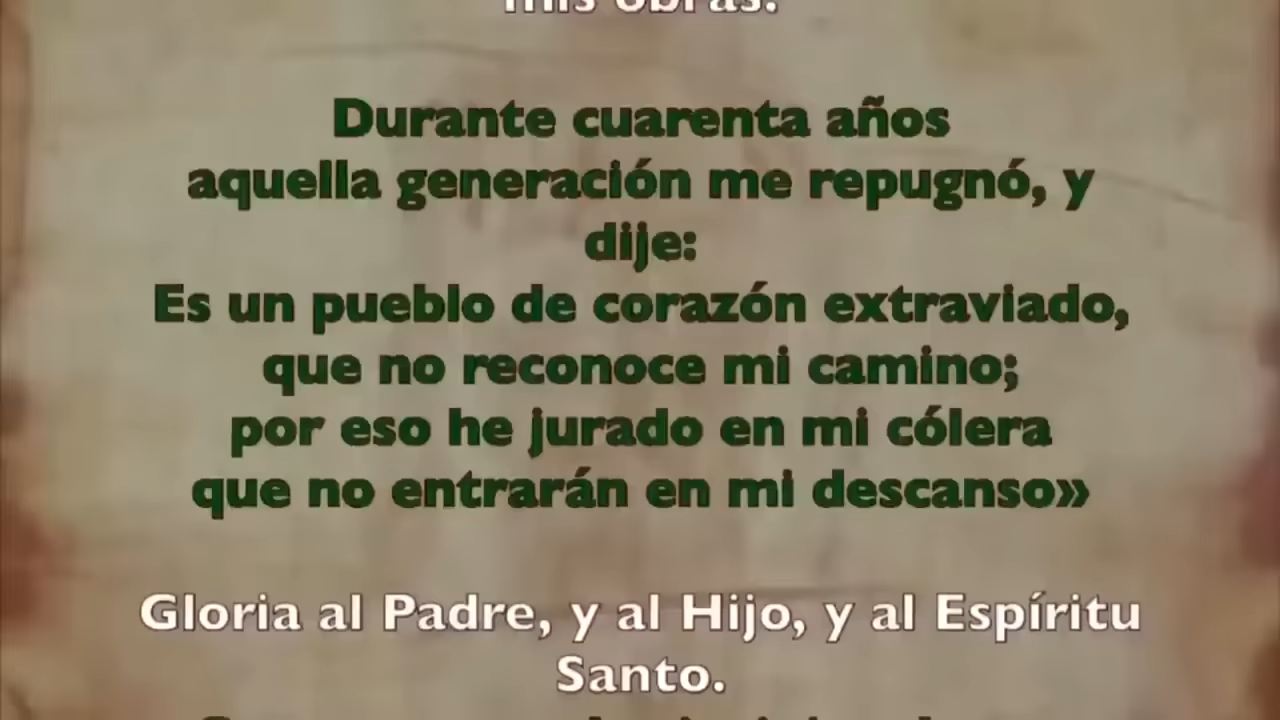 mis obras.
Durante cuarenta años
aquella generación me repugnó, y
dije:
Es un pueblo de corazón extraviado,
que no reconoce mi camino;
por eso he jurado en mi cólera
que no entrarán en mi descanso»
Gloria al Padre, y al Hijo, y al Espíritu
Santo.